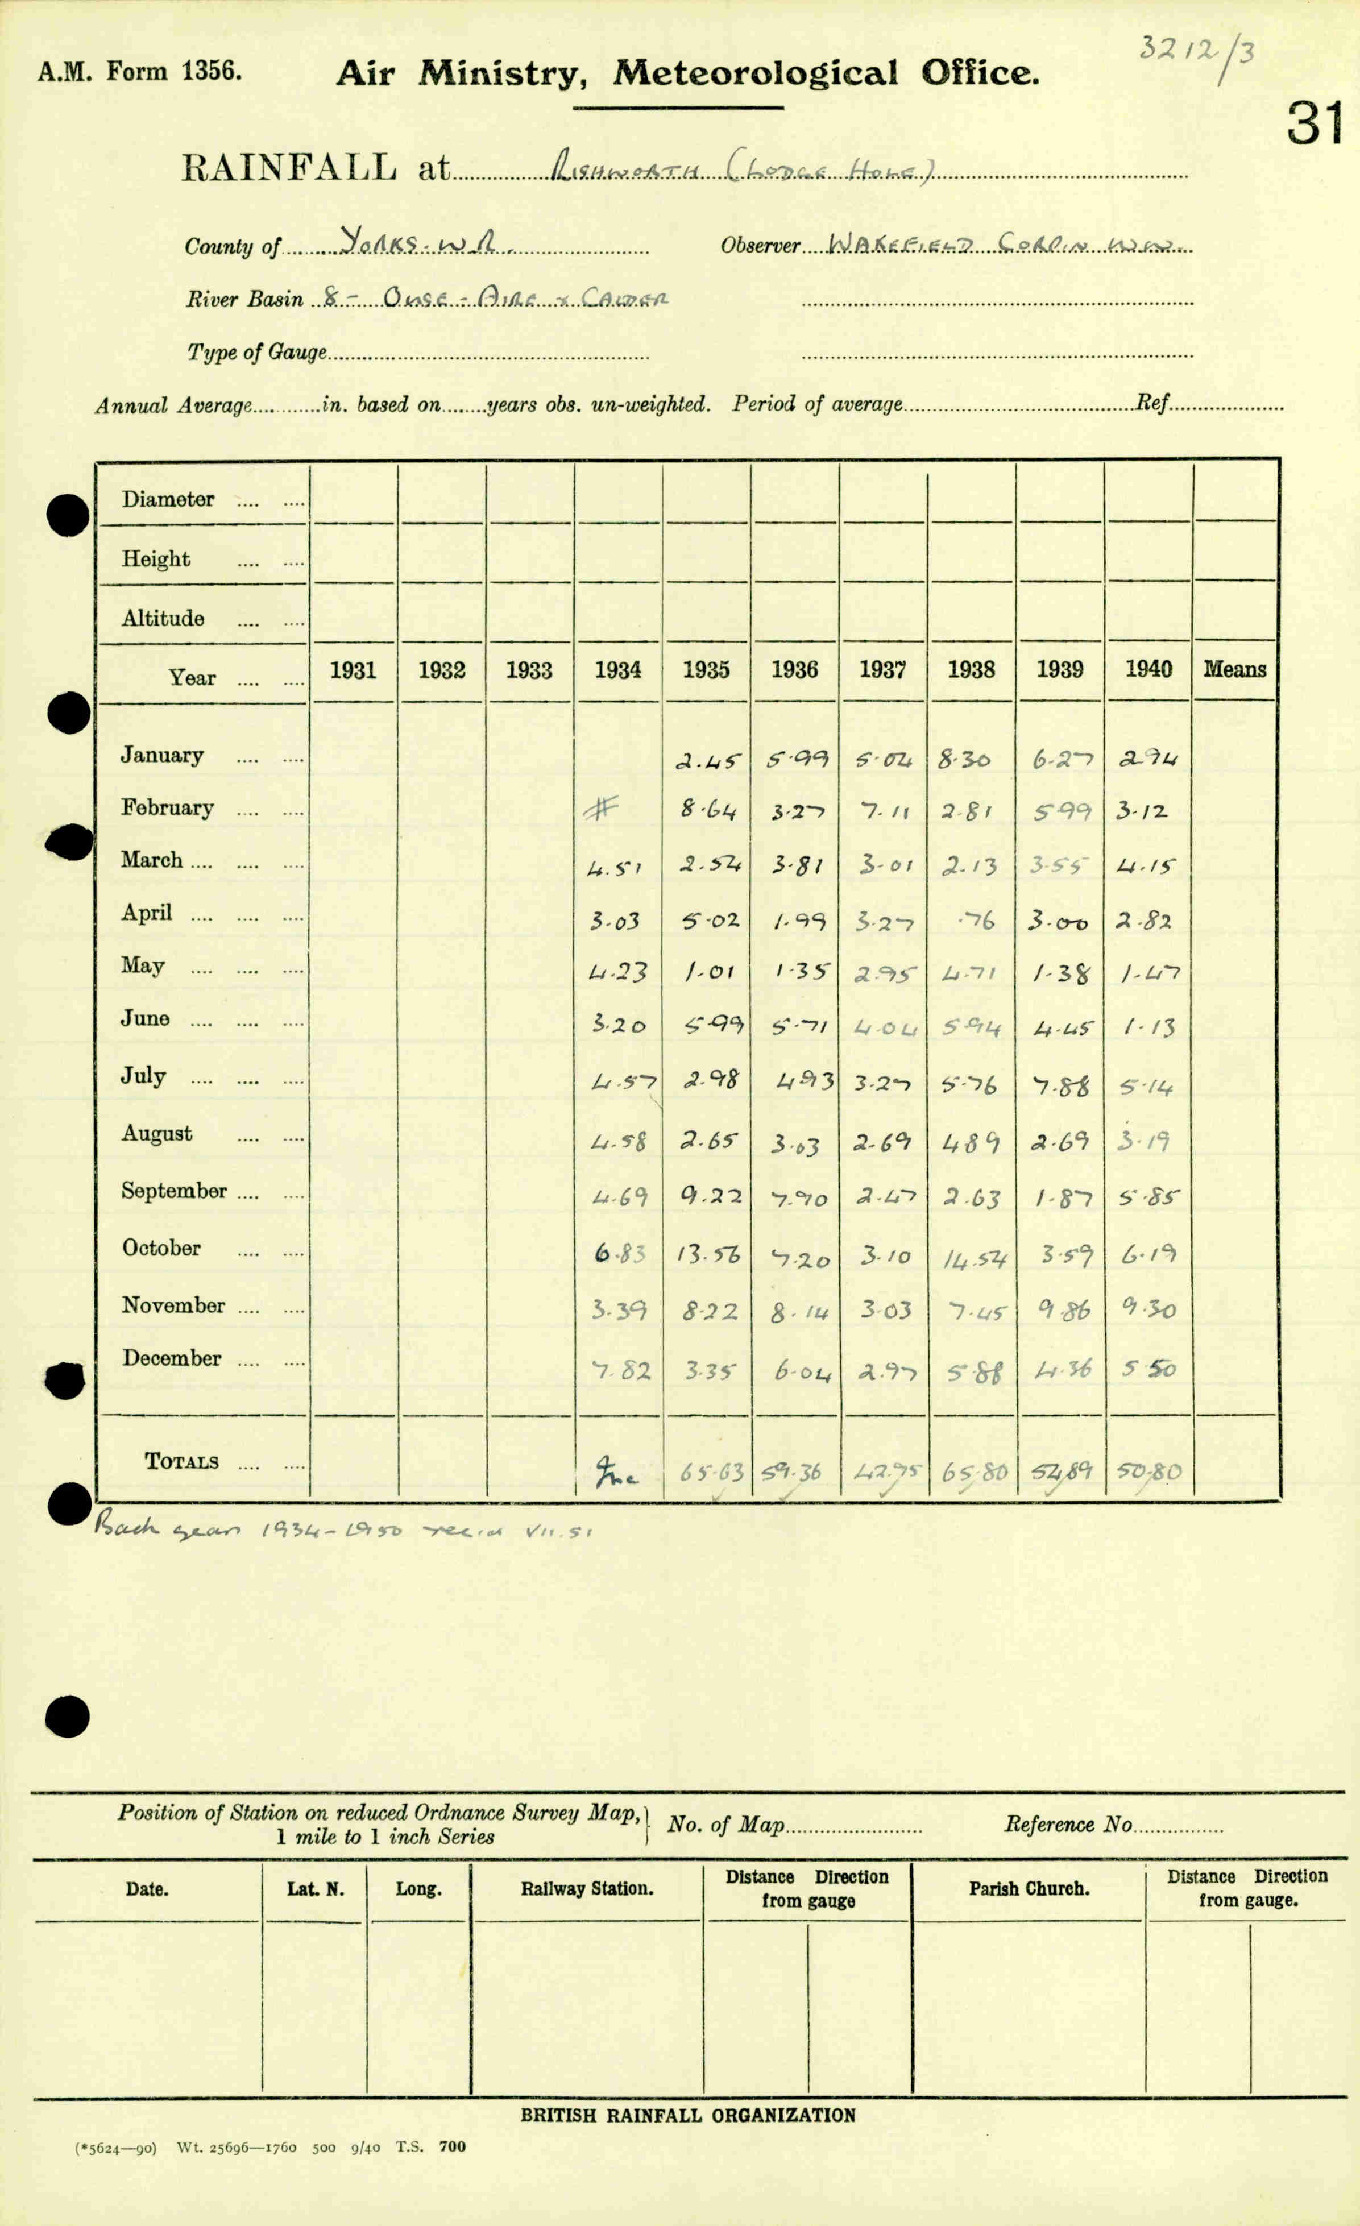 3212/3
A.M. Form 1356. Air Ministry, Meteorological Office.
31
RAINFALL at RISHWORTH (LODGE HOLE)
County of YORKS. W.R. Observer WAKEFIELD CORP'N W.W.
River Basin 8 - OUSE - AIRE & CALDER
Type of Gauge
Annual Average in. based on years obs. un-weighted. Period of average Ref
Diameter
Height
Altitude
Year 1931 1932 1933 1934 1935 1936 1937 1938 1939 1940 Means
January 2.45 5.99 5.04 8.30 6.27 2.94
February # 8.64 3.27 7.11 2.81 5.99 3.12
March 4.51 2.54 3.81 3.01 2.13 3.55 4.15
April 3.03 5.02 1.99 3.27 .76 3.00 2.82
May 4.23 1.01 1.35 2.95 4.71 1.38 1.47
June 3.20 5.99 5.71 4.04 5.94 4.45 1.13
July 4.57 2.98 4.93 3.27 5.76 7.88 5.14
August 4.58 2.65 3.03 2.69 4.89 2.69 3.19
September 4.69 9.22 7.90 2.47 2.63 1.87 5.85
October 6.83 13.56 7.20 3.10 14.54 3.59 6.19
November 3.39 8.22 8.14 3.03 7.45 9.86 9.30
December 7.82 3.35 6.04 2.97 5.88 4.36 5.50
TOTALS Inc 65.63 59.36 42.95 65.80 54.89 50.80
Back years 1934-1950 rec'd VII.51
Position of Station on reduced Ordnance Survey Map, 1 mile to 1 inch Series No. of Map Reference No
Date. Lat. N. Long. Railway Station. Distance Direction from gauge Parish Church. Distance Direction from gauge.
BRITISH RAINFALL ORGANIZATION
(*5624—90) Wt. 25696—1760 500 9/40 T.S. 700